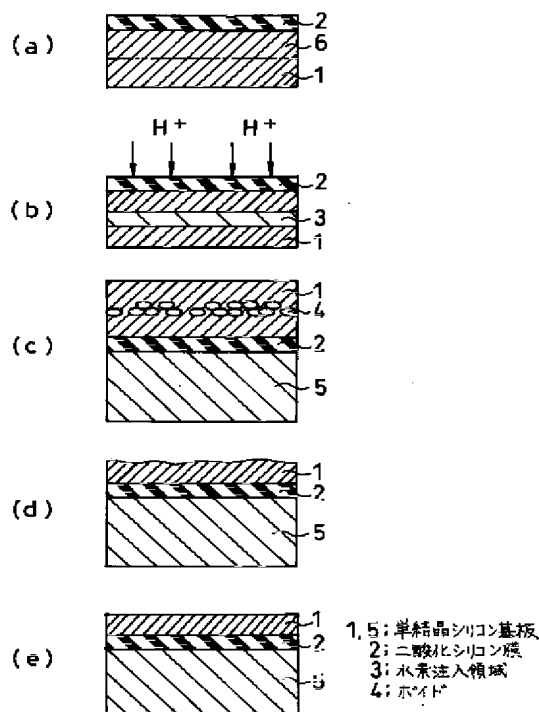 (a)
2
6
1
H+ H+
(b)
2
3
1
(c)
1
4
2
5
(d)
1
2
5
(e)
1
2
5
1,5;単結晶シリコン基板
2;二酸化シリコン膜
3;水素注入領域
4;ボイド